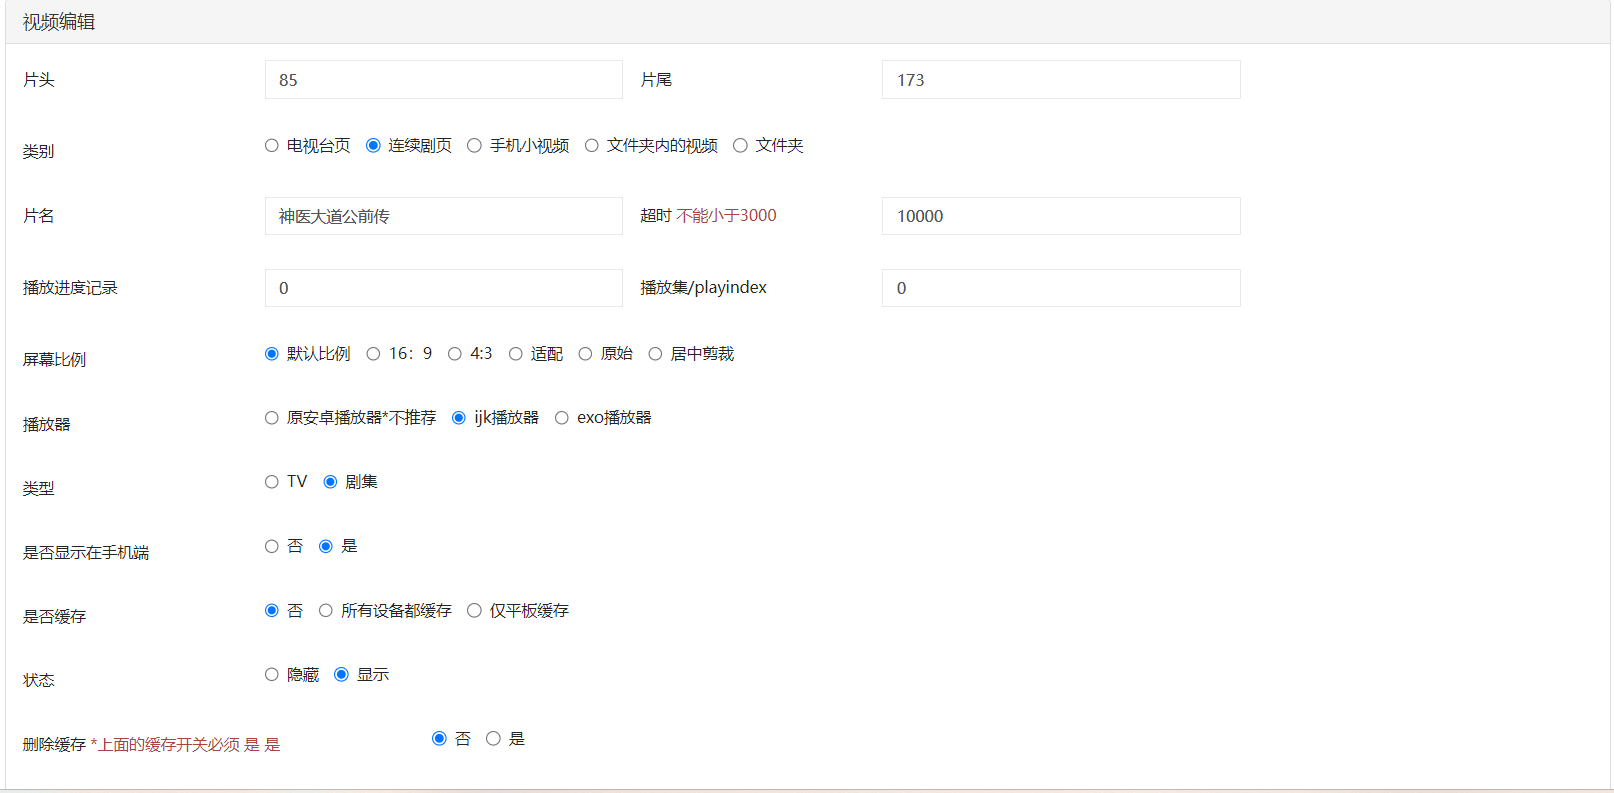 视频编辑
片头 85 片尾 173
类别 电视台页 连续剧页 手机小视频 文件夹内的视频 文件夹
片名 神医大道公前传 超时 不能小于3000 10000
播放进度记录 0 播放集/playindex 0
屏幕比例 默认比例 16：9 4:3 适配 原始 居中剪裁
播放器 原安卓播放器*不推荐 ijk播放器 exo播放器
类型 TV 剧集
是否显示在手机端 否 是
是否缓存 否 所有设备都缓存 仅平板缓存
状态 隐藏 显示
删除缓存 *上面的缓存开关必须 是 是 否 是